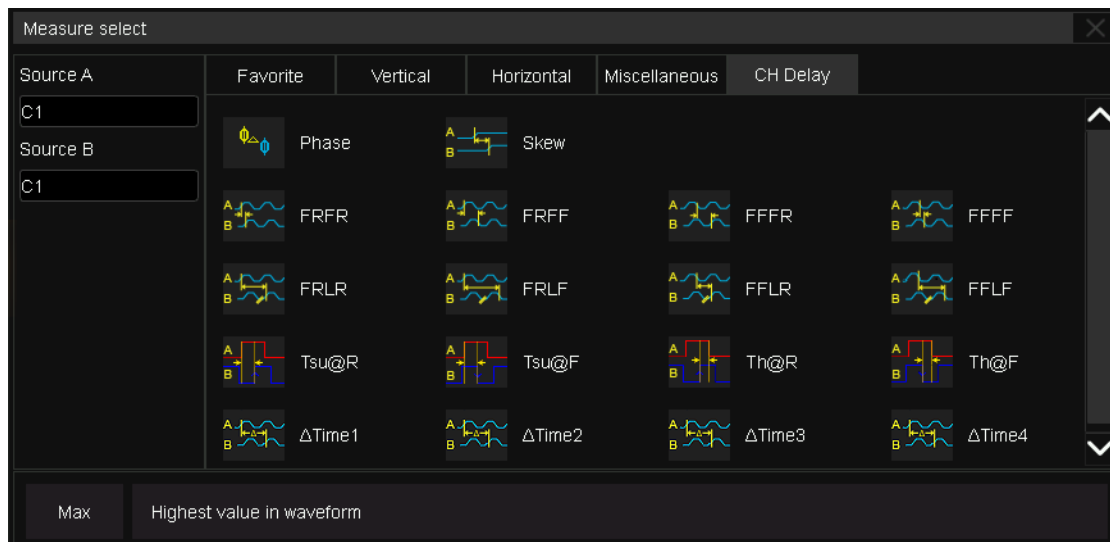 Measure select
Source A
Favorite Vertical Horizontal Miscellaneous CH Delay
C1
Source B
C1
Φ△Φ Phase A B Skew
A B FRFR A B FRFF A B FFFR A B FFFF
A B FRLR A B FRLF A B FFLR A B FFLF
A B Tsu@R A B Tsu@F A B Th@R A B Th@F
A B Δ ΔTime1 A B Δ ΔTime2 A B Δ ΔTime3 A B Δ ΔTime4
Max Highest value in waveform